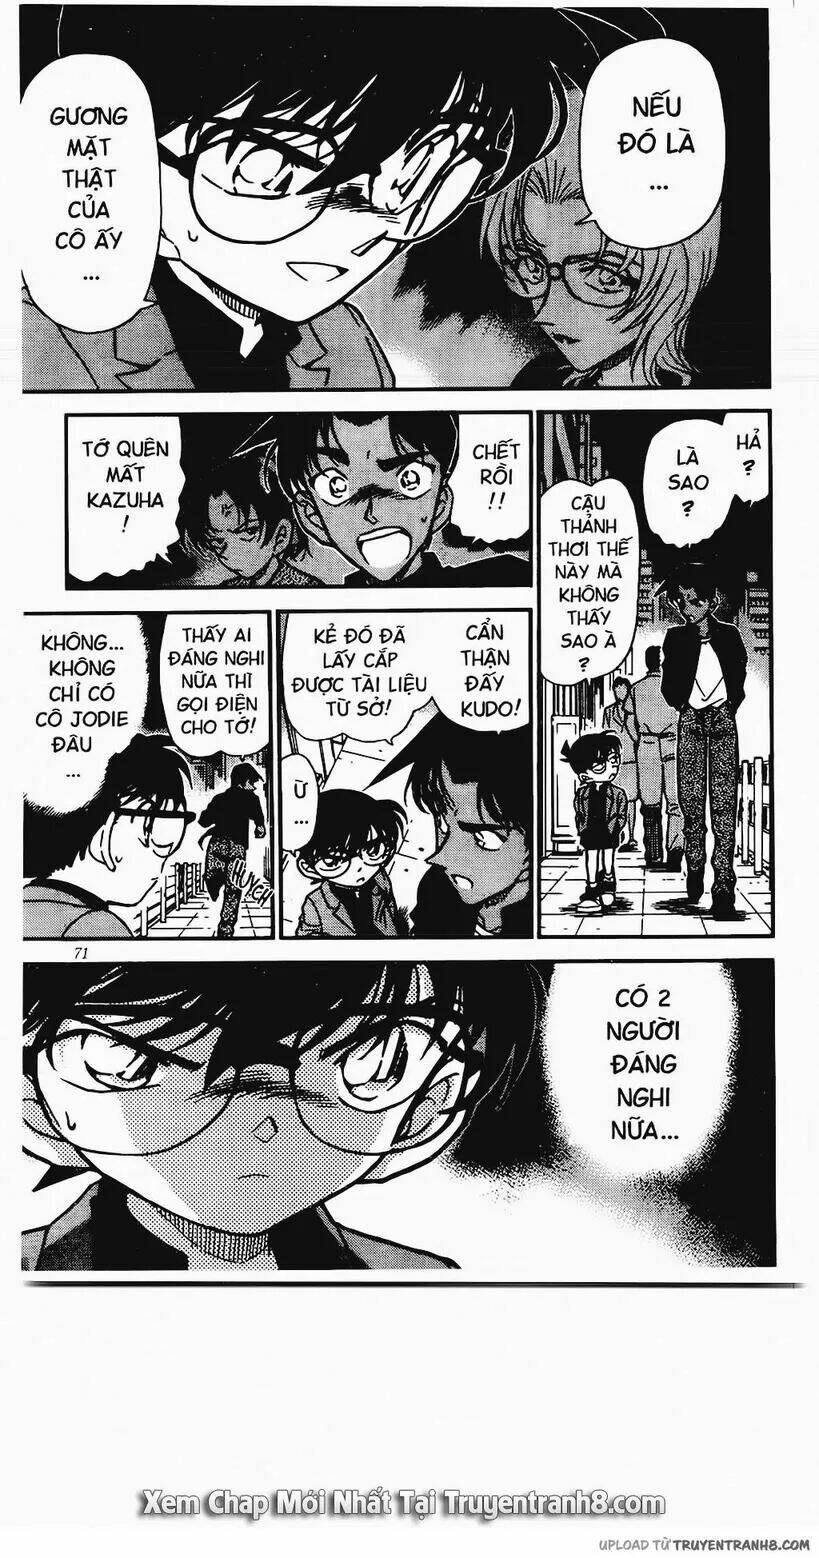 NẾU
ĐÓ LÀ
...
GƯƠNG
MẶT
THẬT
CỦA
CÔ ẤY
...
HẢ
?
LÀ
SAO
?
CẬU
THẢNH
THƠI THẾ
NÀY MÀ
KHÔNG
THẤY
SAO À
?
CHẾT
RỒI
!!
TỚ QUÊN
MẤT
KAZUHA
!
CẨN
THẬN
ĐẤY
KUDO!
KẺ ĐÓ ĐÃ
LẤY CẮP
ĐƯỢC TÀI LIỆU
TỪ SỞ!
Ừ
...
THẤY AI
ĐÁNG NGHI
NỮA THÌ
GỌI ĐIỆN
CHO TỚ!
HUỴCH
KHÔNG...
KHÔNG
CHỈ CÓ
CÔ JODIE
ĐÂU
...
71
CÓ 2
NGƯỜI
ĐÁNG
NGHI
NỮA...
Xem Chap Mới Nhất Tại Truyentranh8.com
UPLOAD TỪ TRUYENTRANH8.COM